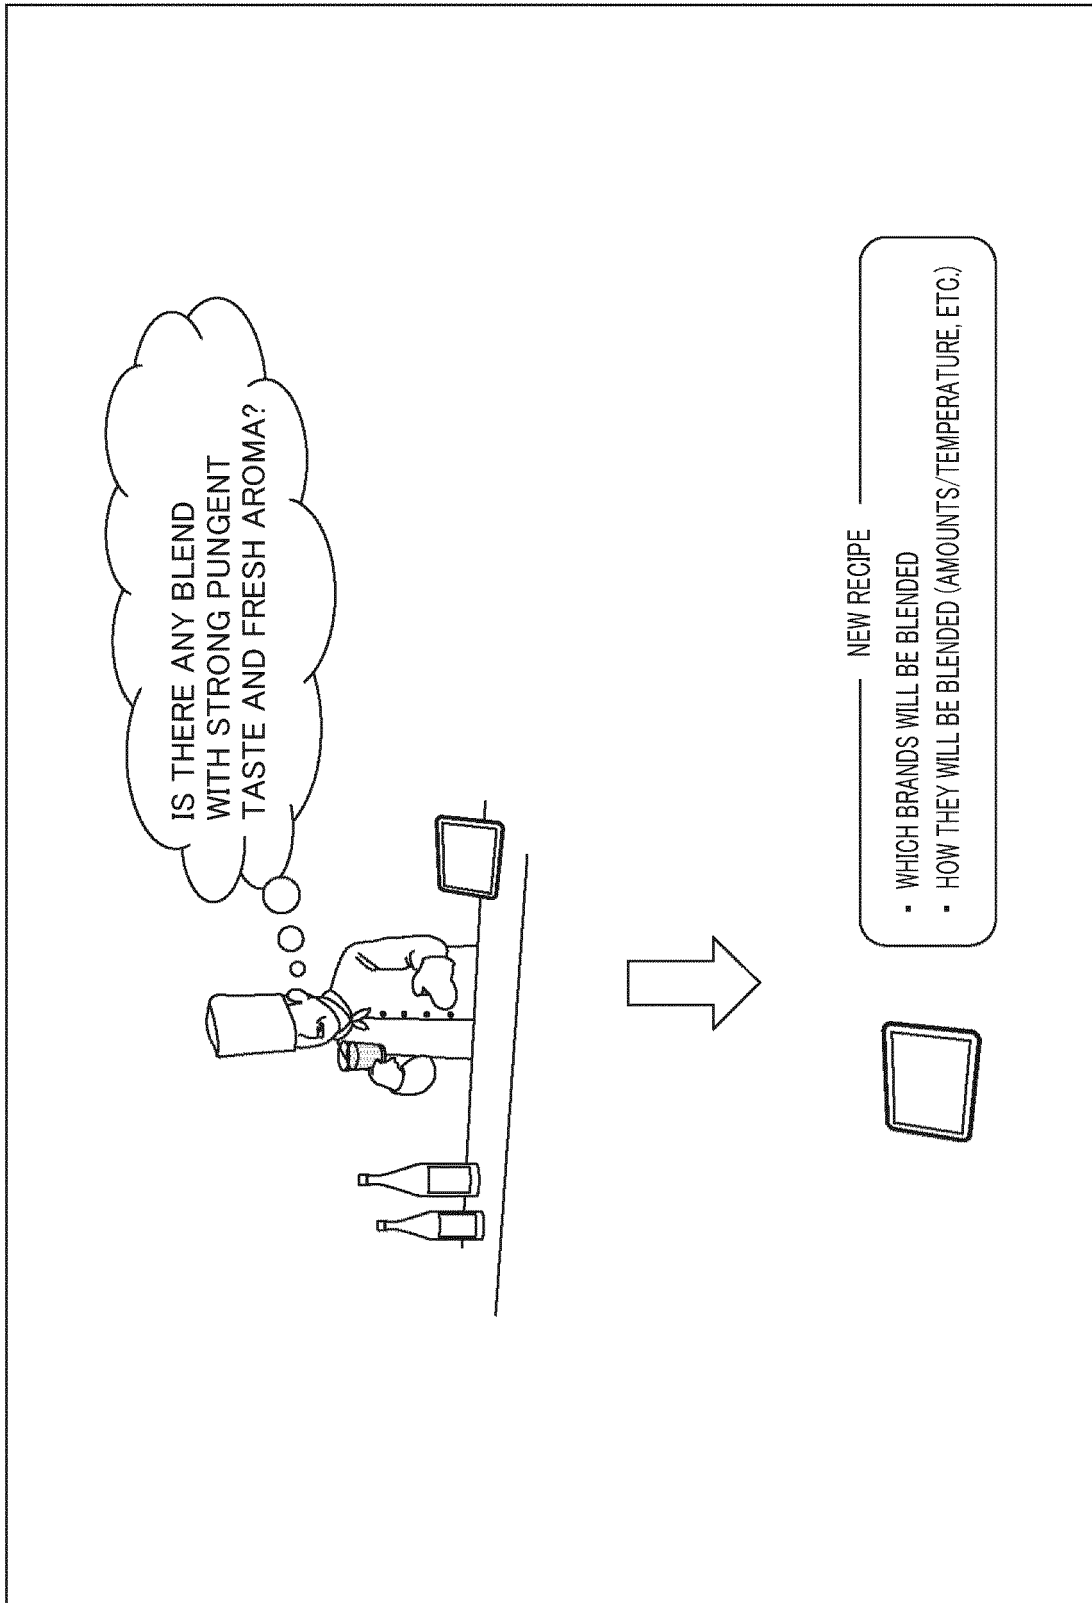 IS THERE ANY BLEND
WITH STRONG PUNGENT
TASTE AND FRESH AROMA?
NEW RECIPE
· WHICH BRANDS WILL BE BLENDED
· HOW THEY WILL BE BLENDED (AMOUNTS/TEMPERATURE, ETC.)